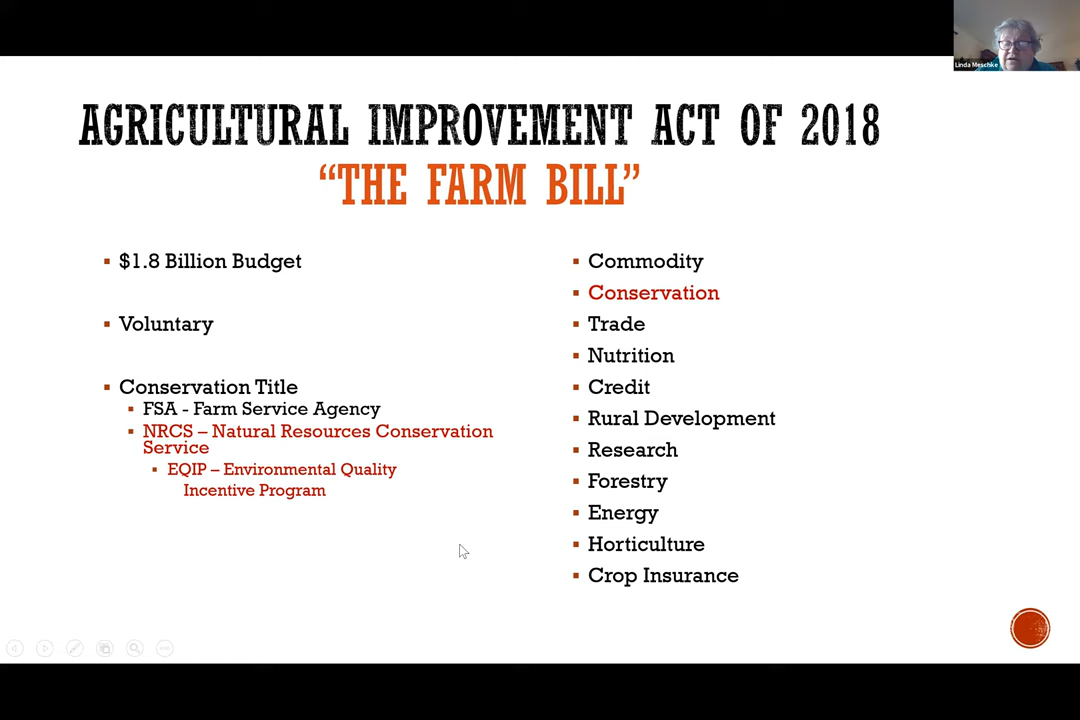 Linda Meschke
AGRICULTURAL IMPROVEMENT ACT OF 2018
“THE FARM BILL”
$1.8 Billion Budget
Voluntary
Conservation Title
FSA - Farm Service Agency
NRCS – Natural Resources Conservation
Service
EQIP – Environmental Quality
Incentive Program
Commodity
Conservation
Trade
Nutrition
Credit
Rural Development
Research
Forestry
Energy
Horticulture
Crop Insurance